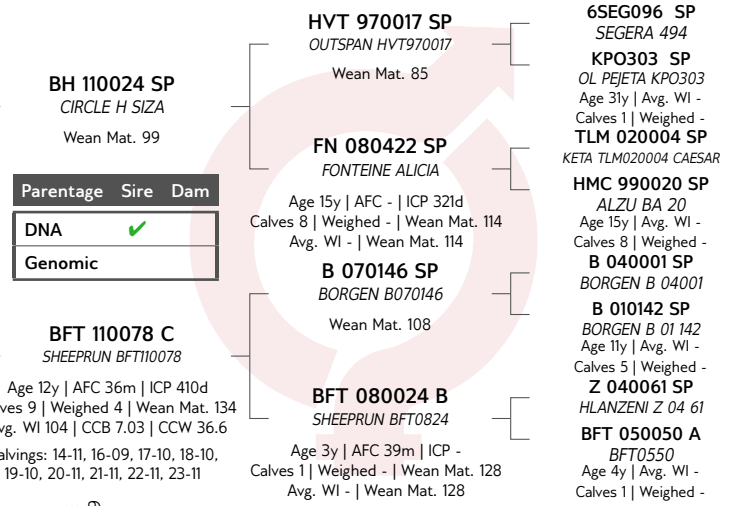 BH 110024 SP
CIRCLE H SIZA
Wean Mat. 99
Parentage Sire Dam
DNA ✔
Genomic
BFT 110078 C
SHEEPRUN BFT110078
Age 12y | AFC 36m | ICP 410d
ves 9 | Weighed 4 | Wean Mat. 134
vg. WI 104 | CCB 7.03 | CCW 36.6
alvings: 14-11, 16-09, 17-10, 18-10,
19-10, 20-11, 21-11, 22-11, 23-11
HVT 970017 SP
OUTSPAN HVT970017
Wean Mat. 85
FN 080422 SP
FONTEINE ALICIA
Age 15y | AFC - | ICP 321d
Calves 8 | Weighed - | Wean Mat. 114
Avg. WI - | Wean Mat. 114
B 070146 SP
BORGEN B070146
Wean Mat. 108
BFT 080024 B
SHEEPRUN BFT0824
Age 3y | AFC 39m | ICP -
Calves 1 | Weighed - | Wean Mat. 128
Avg. WI - | Wean Mat. 128
6SEG096 SP
SEGERA 494
KPO303 SP
OL PEJETA KPO303
Age 31y | Avg. WI -
Calves 1 | Weighed -
TLM 020004 SP
KETA TLM020004 CAESAR
HMC 990020 SP
ALZU BA 20
Age 15y | Avg. WI -
Calves 8 | Weighed -
B 040001 SP
BORGEN B 04001
B 010142 SP
BORGEN B 01 142
Age 11y | Avg. WI -
Calves 5 | Weighed -
Z 040061 SP
HLANZENI Z 04 61
BFT 050050 A
BFT0550
Age 4y | Avg. WI -
Calves 1 | Weighed -